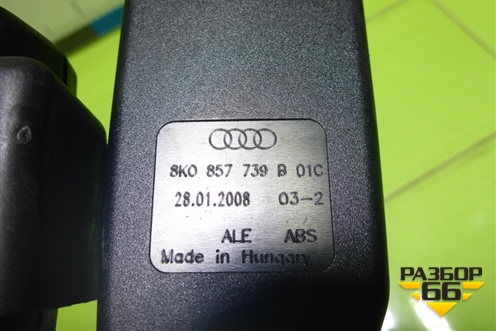 8K0 857 739 B 01C
28.01.2008 03-2
ALE ABS
Made in Hungary
РАЗБОР
66